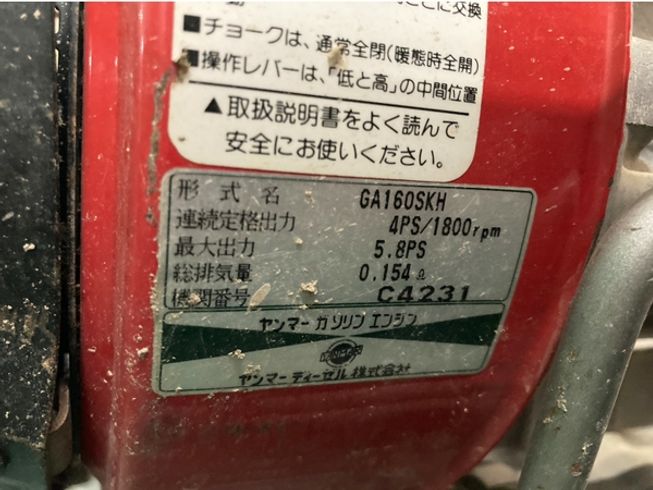 ごとに交換
■チョークは、通常全閉(暖態時全開)
■操作レバーは、「低と高」の中間位置
▲取扱説明書をよく読んで
安全にお使いください。
形式名 GA160SKH
連続定格出力 4PS/1800rpm
最大出力 5.8PS
総排気量 0.154ℓ
機関番号 C4231
ヤンマーガソリンエンジン
ヤンマーディーゼル株式会社